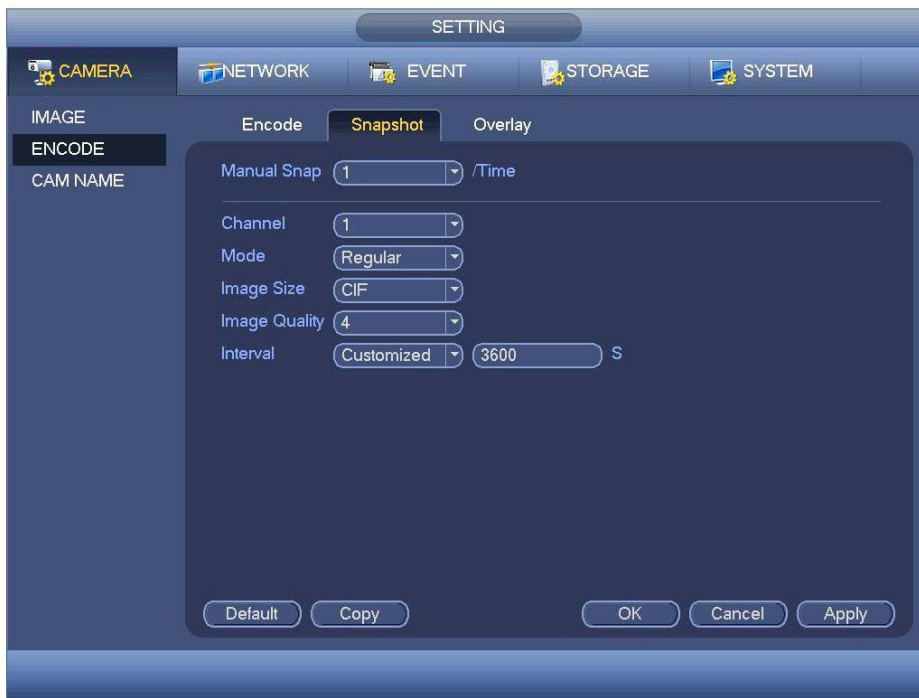 SETTING
CAMERA NETWORK EVENT STORAGE SYSTEM
IMAGE
ENCODE
CAM NAME
Encode Snapshot Overlay
Manual Snap 1 /Time
Channel 1
Mode Regular
Image Size CIF
Image Quality 4
Interval Customized 3600 S
Default Copy OK Cancel Apply